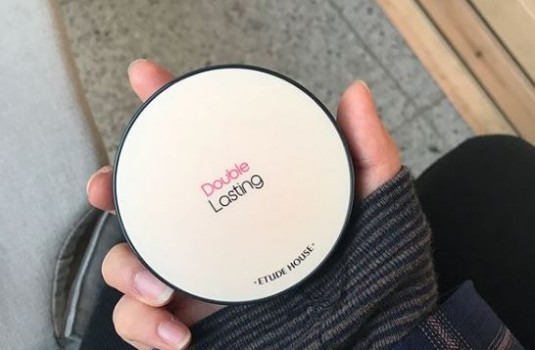 Double
Lasting
·ETUDE HOUSE·